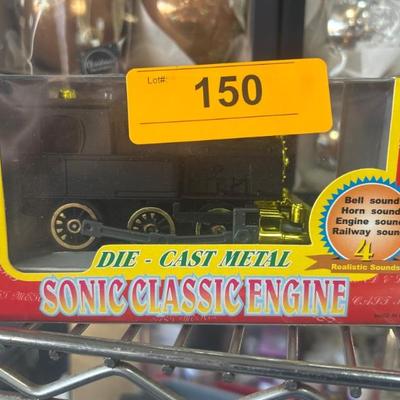 Lot#:
150
Bell sound
Horn sound
Engine sound
Railway sound
4
Realistic Sounds
DIE - CAST METAL
SONIC CLASSIC ENGINE